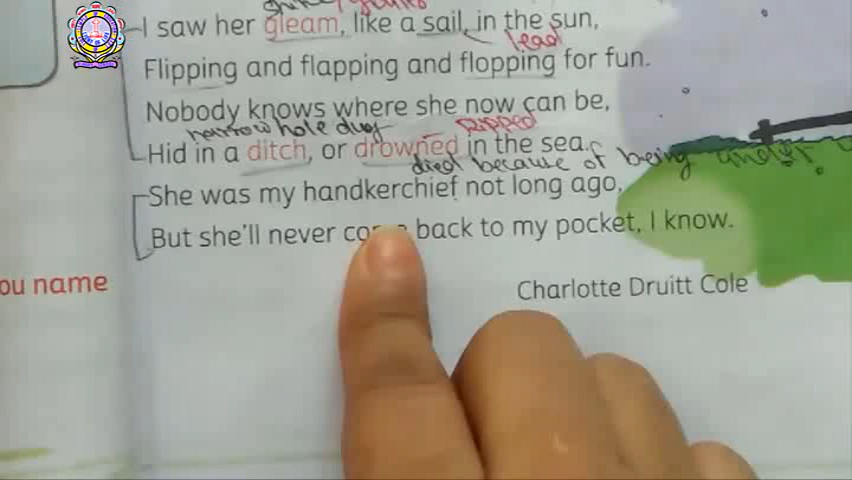 I saw her gleam, like a sail, in the sun,
lead
Flipping and flapping and flopping for fun.
Nobody knows where she now can be,
narrow hole dug Ripped
Hid in a ditch, or drowned in the sea.
died because of being under
She was my handkerchief not long ago,
But she'll never come back to my pocket, I know.
ou name
Charlotte Druitt Cole